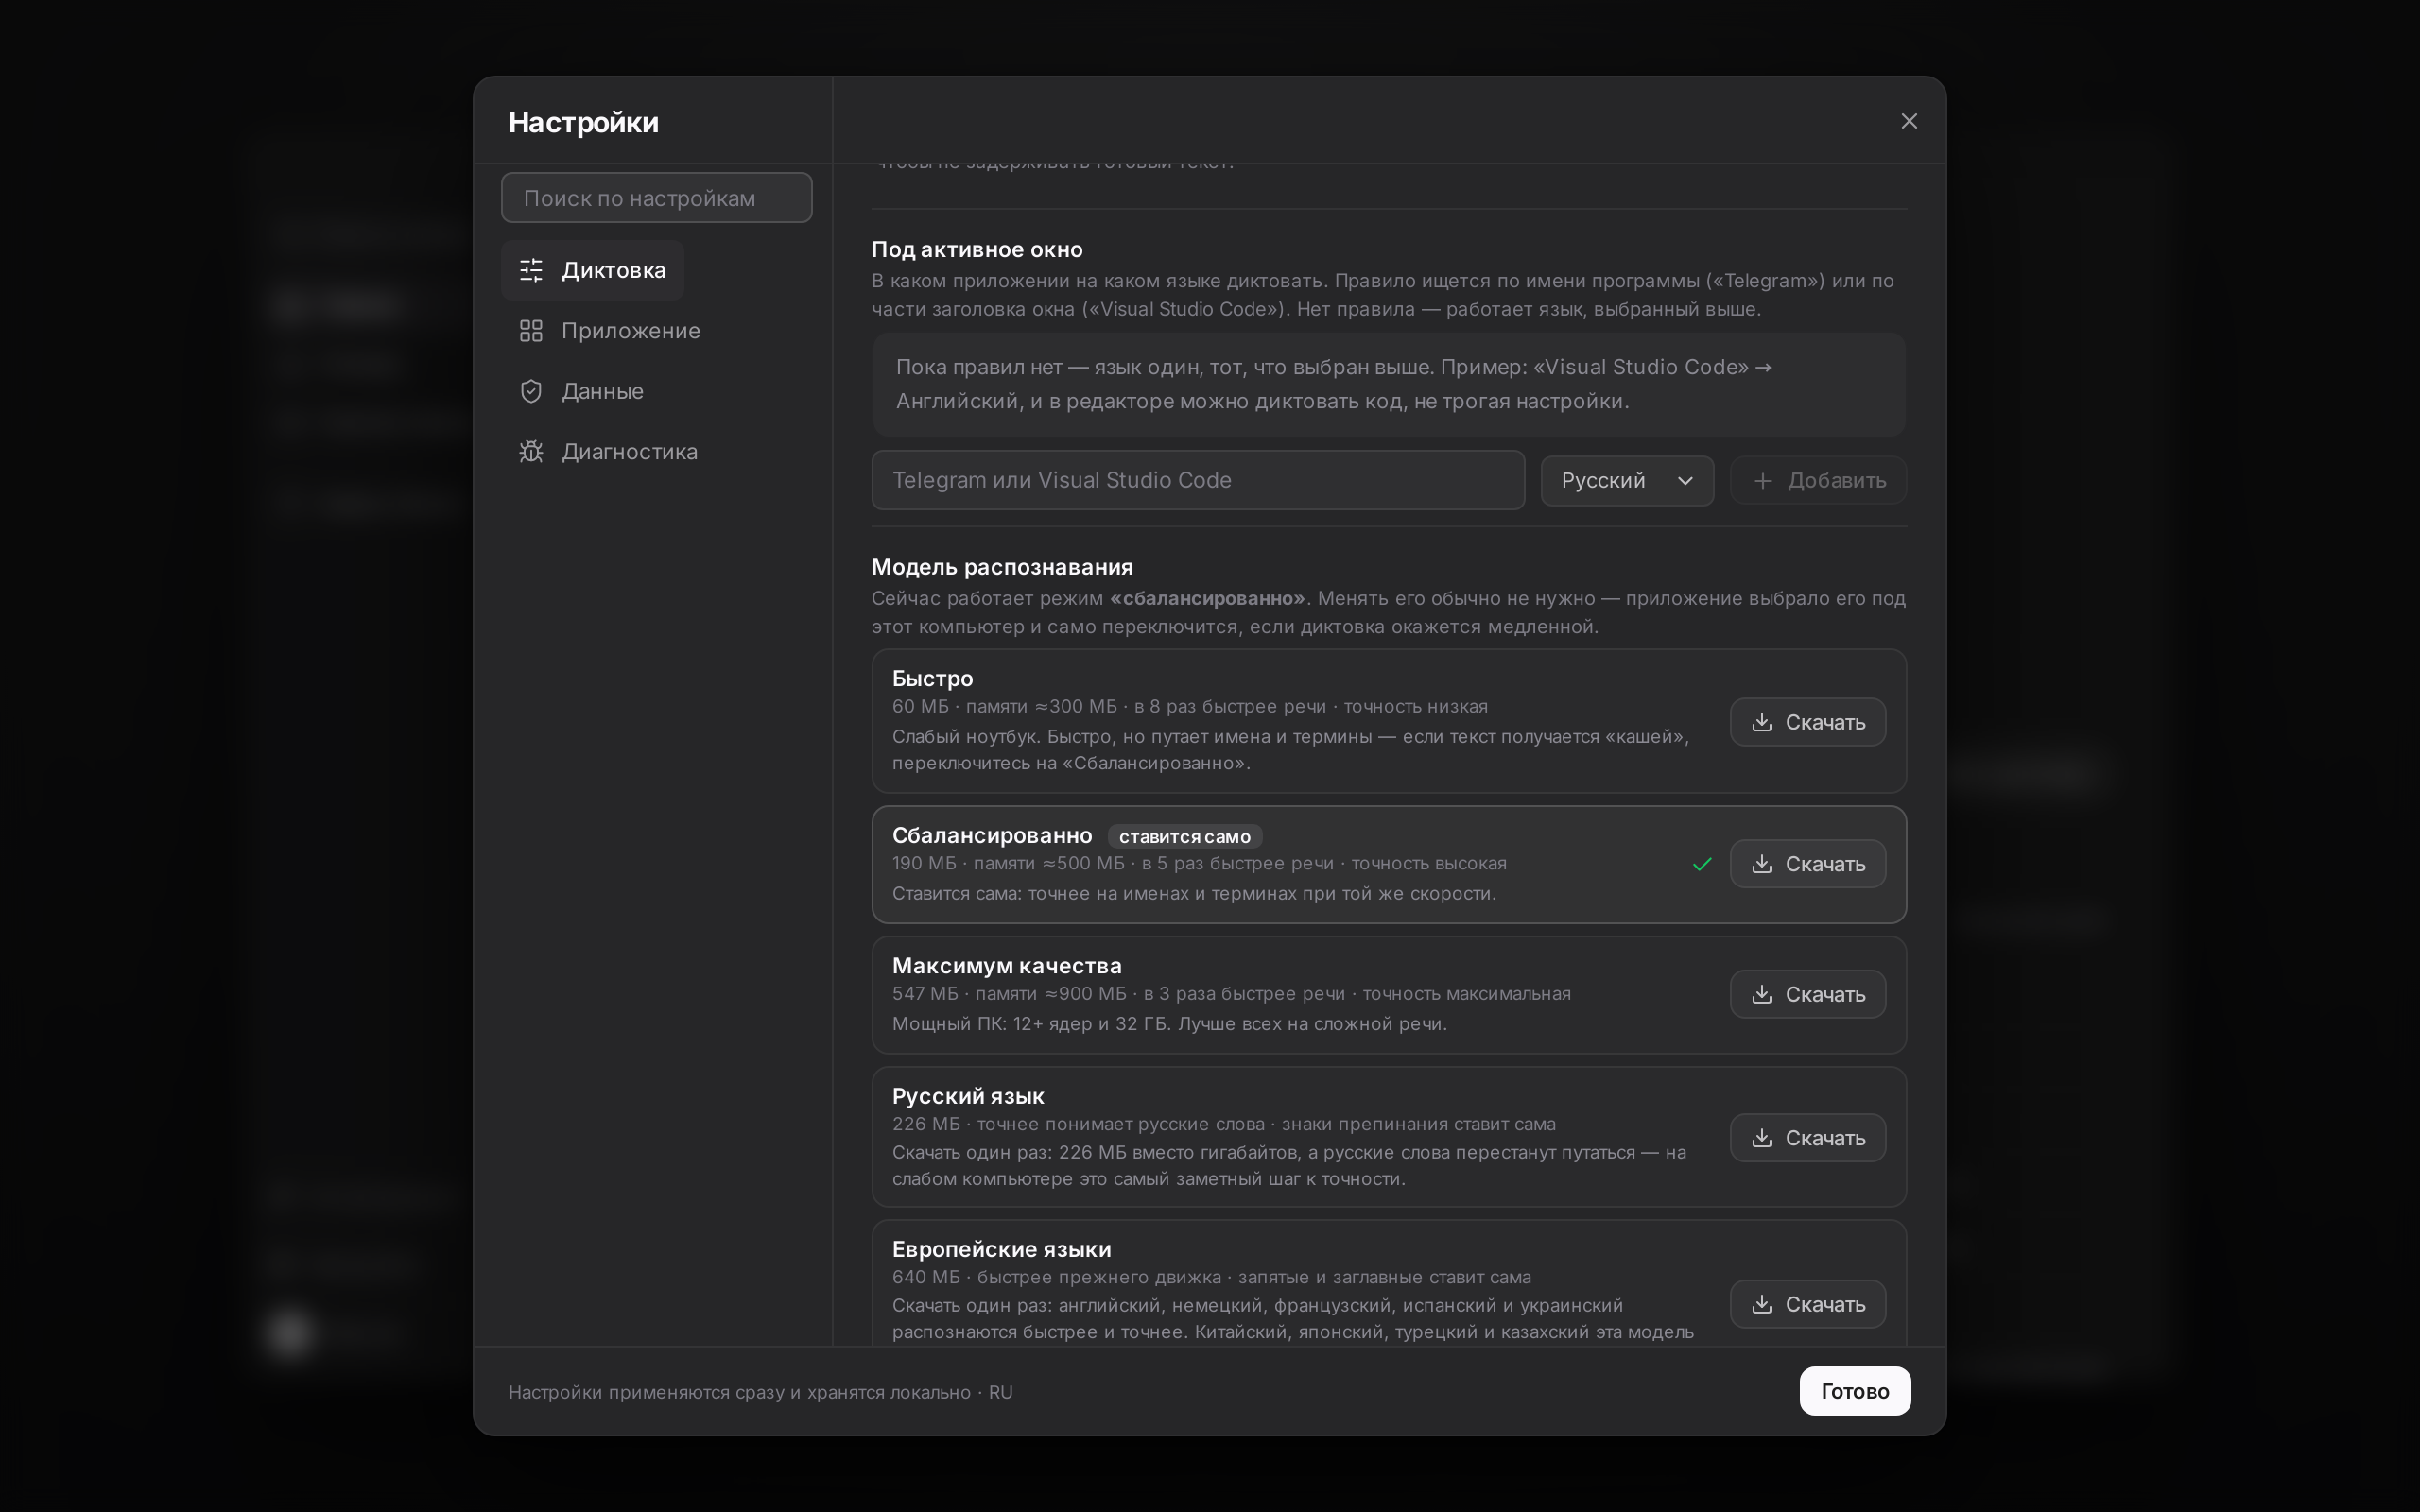 Настройки
Поиск по настройкам
Диктовка
Приложение
Данные
Диагностика
чтобы не задерживать готовый текст.
Под активное окно
В каком приложении на каком языке диктовать. Правило ищется по имени программы («Telegram») или по
части заголовка окна («Visual Studio Code»). Нет правила — работает язык, выбранный выше.
Пока правил нет — язык один, тот, что выбран выше. Пример: «Visual Studio Code» →
Английский, и в редакторе можно диктовать код, не трогая настройки.
Telegram или Visual Studio Code
Русский
Добавить
Модель распознавания
Сейчас работает режим «сбалансированно». Менять его обычно не нужно — приложение выбрало его под
этот компьютер и само переключится, если диктовка окажется медленной.
Быстро
60 МБ · памяти ≈300 МБ · в 8 раз быстрее речи · точность низкая
Слабый ноутбук. Быстро, но путает имена и термины — если текст получается «кашей»,
переключитесь на «Сбалансированно».
Скачать
Сбалансированно ставится само
190 МБ · памяти ≈500 МБ · в 5 раз быстрее речи · точность высокая
Ставится сама: точнее на именах и терминах при той же скорости.
Скачать
Максимум качества
547 МБ · памяти ≈900 МБ · в 3 раза быстрее речи · точность максимальная
Мощный ПК: 12+ ядер и 32 ГБ. Лучше всех на сложной речи.
Скачать
Русский язык
226 МБ · точнее понимает русские слова · знаки препинания ставит сама
Скачать один раз: 226 МБ вместо гигабайтов, а русские слова перестанут путаться — на
слабом компьютере это самый заметный шаг к точности.
Скачать
Европейские языки
640 МБ · быстрее прежнего движка · запятые и заглавные ставит сама
Скачать один раз: английский, немецкий, французский, испанский и украинский
распознаются быстрее и точнее. Китайский, японский, турецкий и казахский эта модель
Скачать
Настройки применяются сразу и хранятся локально · RU
Готово